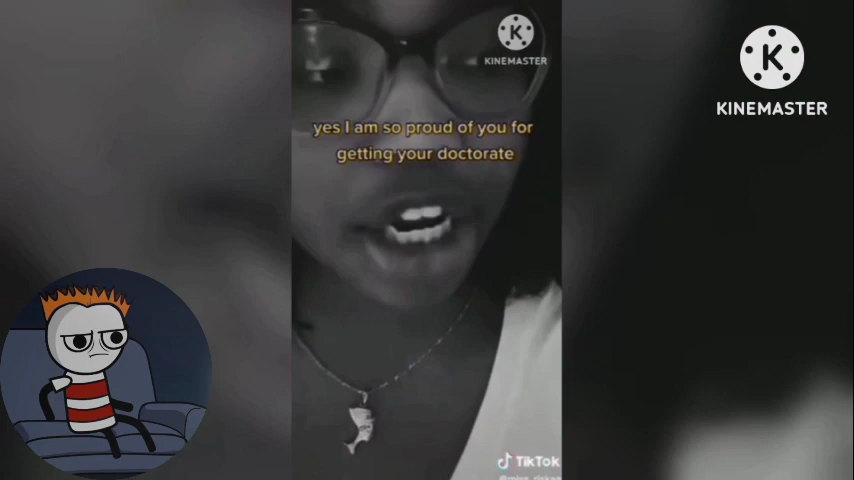 KINEMASTER
KINEMASTER
yes I am so proud of you for
getting your doctorate
TikTok